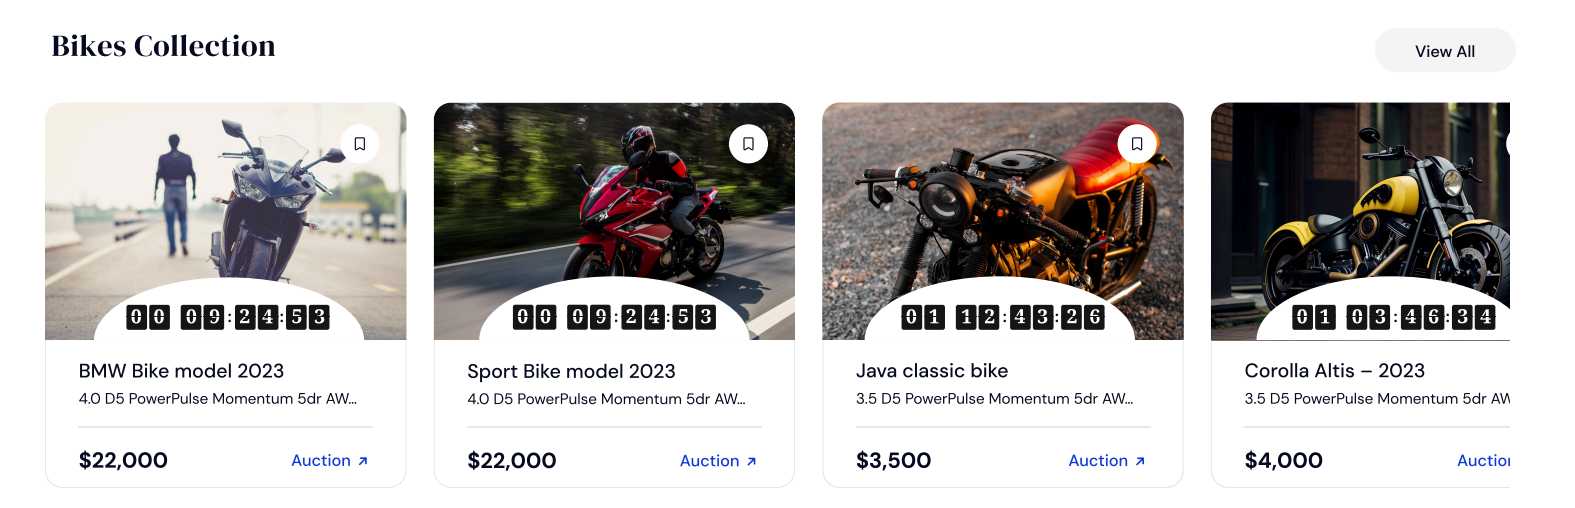 Bikes Collection
View All
00 09:24:53
00 09:24:53
01 12:43:26
01 03:46:34
BMW Bike model 2023
Sport Bike model 2023
Java classic bike
Corolla Altis – 2023
4.0 D5 PowerPulse Momentum 5dr AW...
4.0 D5 PowerPulse Momentum 5dr AW...
3.5 D5 PowerPulse Momentum 5dr AW...
3.5 D5 PowerPulse Momentum 5dr AW
$22,000
Auction
$22,000
Auction
$3,500
Auction
$4,000
Auction